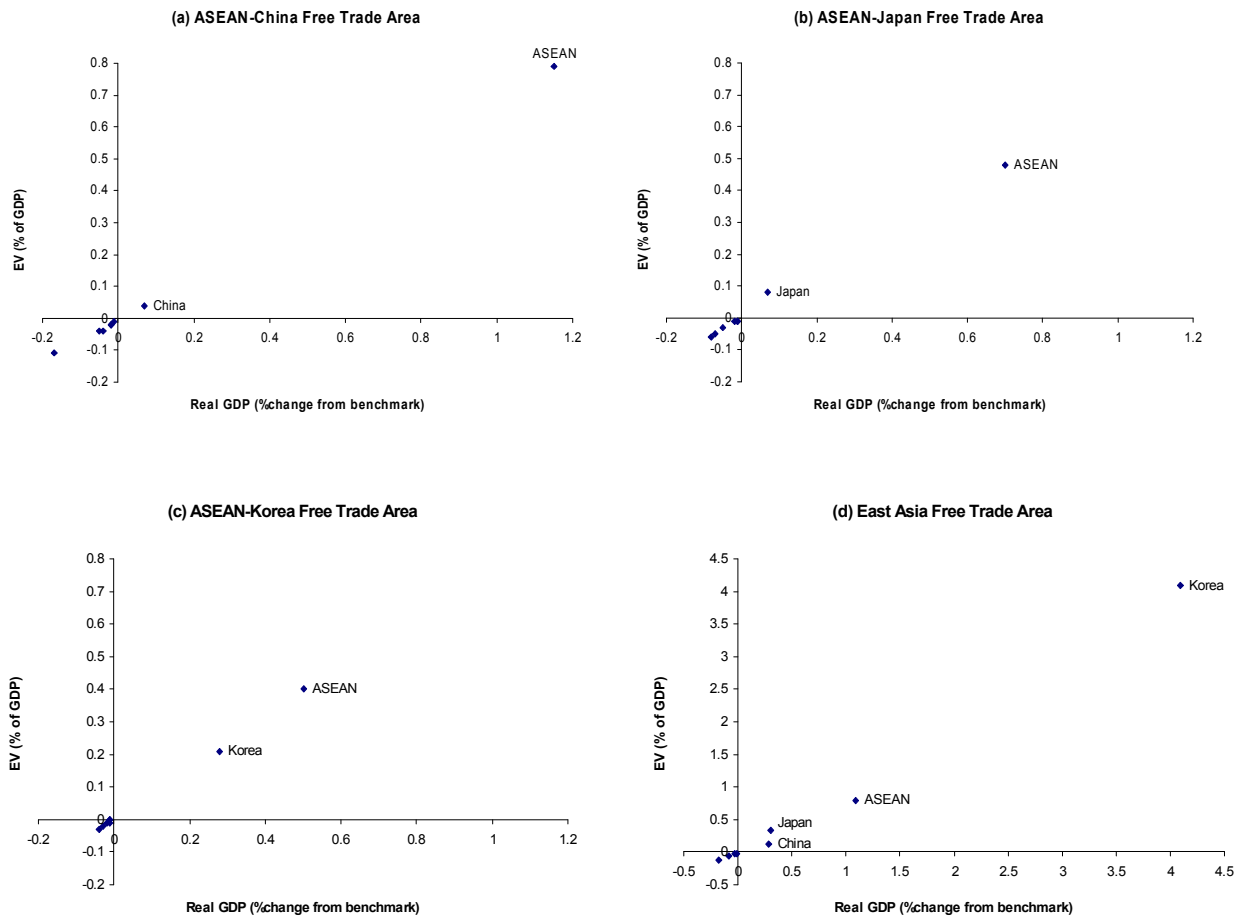 (a) ASEAN-China Free Trade Area
ASEAN
0.8
0.7
0.6
0.5
0.4
0.3
0.2
0.1
0
-0.1
-0.2
EV (% of GDP)
China
-0.2 0 0.2 0.4 0.6 0.8 1 1.2
Real GDP (%change from benchmark)
(b) ASEAN-Japan Free Trade Area
0.8
0.7
0.6
0.5
0.4
0.3
0.2
0.1
0
-0.1
-0.2
EV (% of GDP)
ASEAN
Japan
-0.2 0 0.2 0.4 0.6 0.8 1 1.2
Real GDP (%change from benchmark)
(c) ASEAN-Korea Free Trade Area
0.8
0.7
0.6
0.5
0.4
0.3
0.2
0.1
0
-0.1
-0.2
EV (% of GDP)
ASEAN
Korea
-0.2 0 0.2 0.4 0.6 0.8 1 1.2
Real GDP (%change from benchmark)
(d) East Asia Free Trade Area
4.5
4
3.5
3
2.5
2
1.5
1
0.5
0
-0.5
EV (% of GDP)
Korea
ASEAN
Japan
China
-0.5 0 0.5 1 1.5 2 2.5 3 3.5 4 4.5
Real GDP (%change from benchmark)